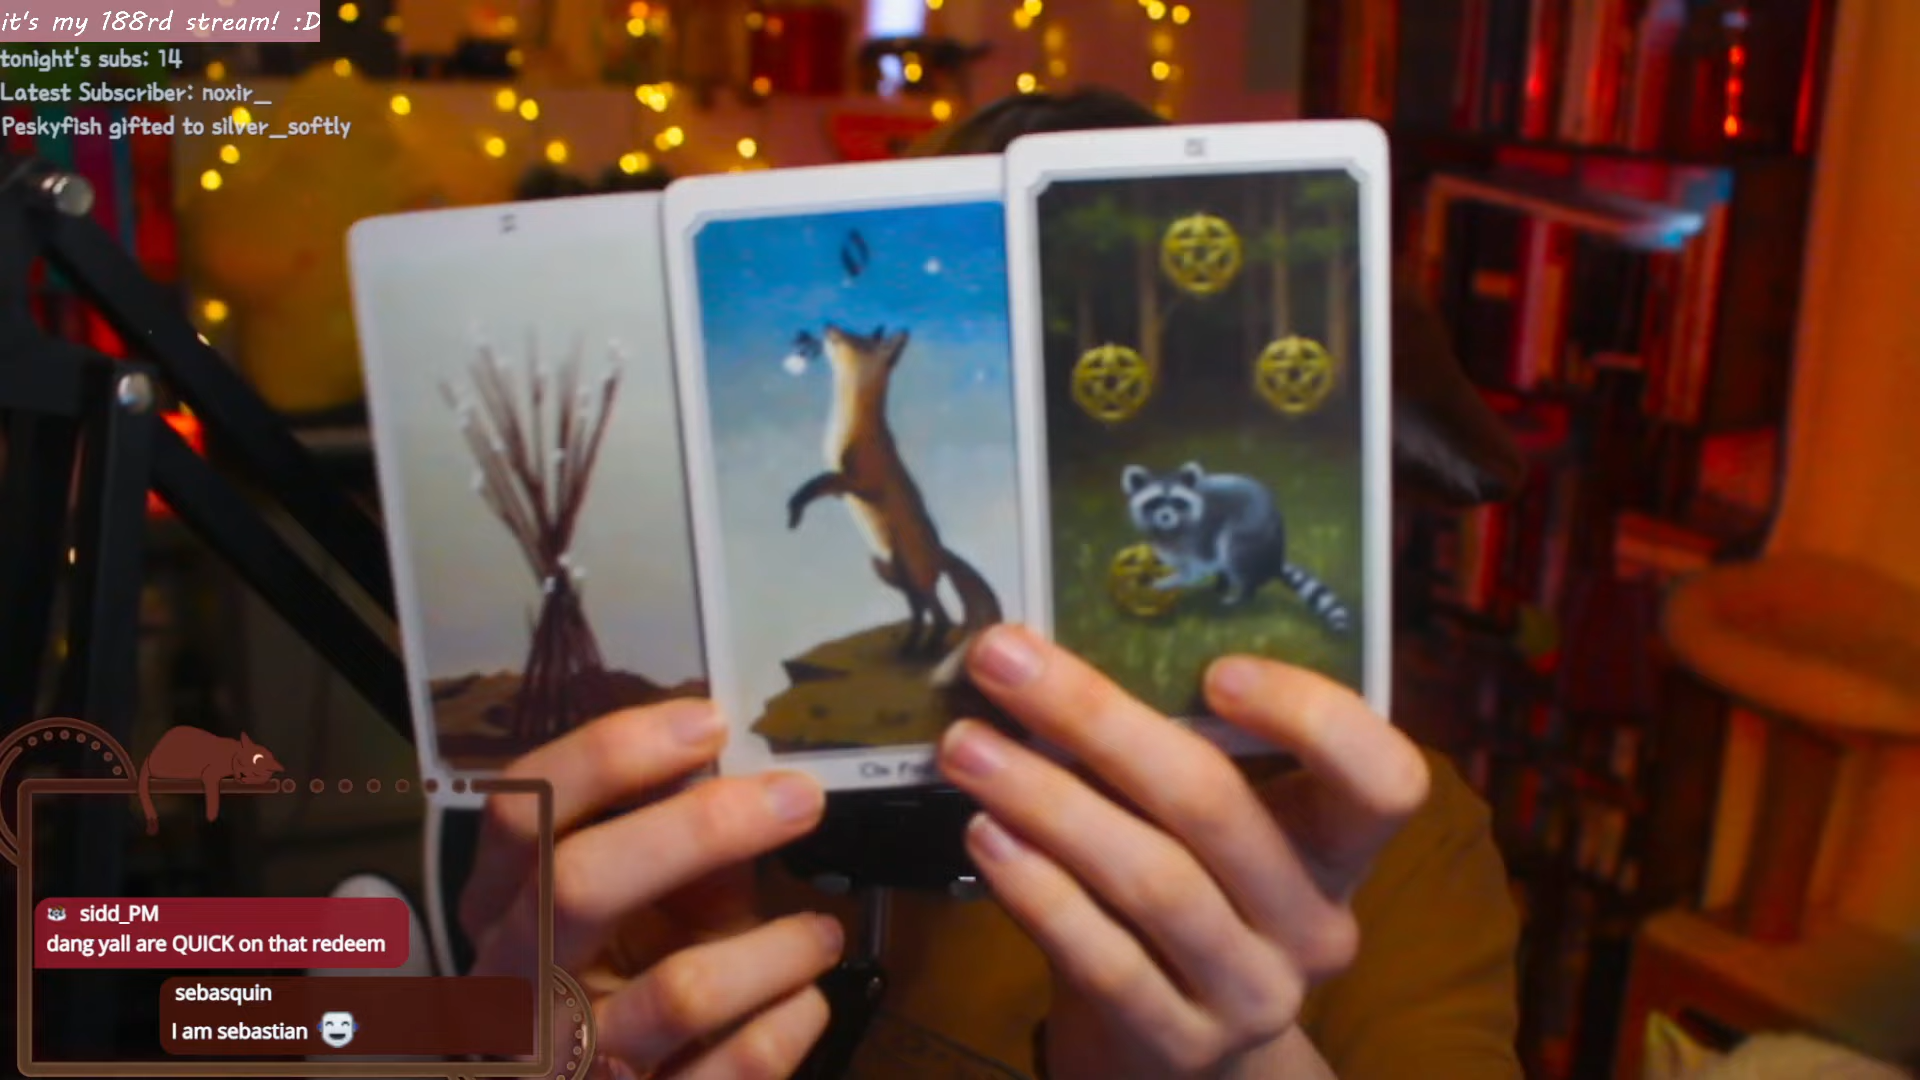 it's my 188rd stream! :D
tonight's subs: 14
Latest Subscriber: noxir_
Peskyfish gifted to silver_softly
sidd_PM
dang yall are QUICK on that redeem
sebasquin
I am sebastian